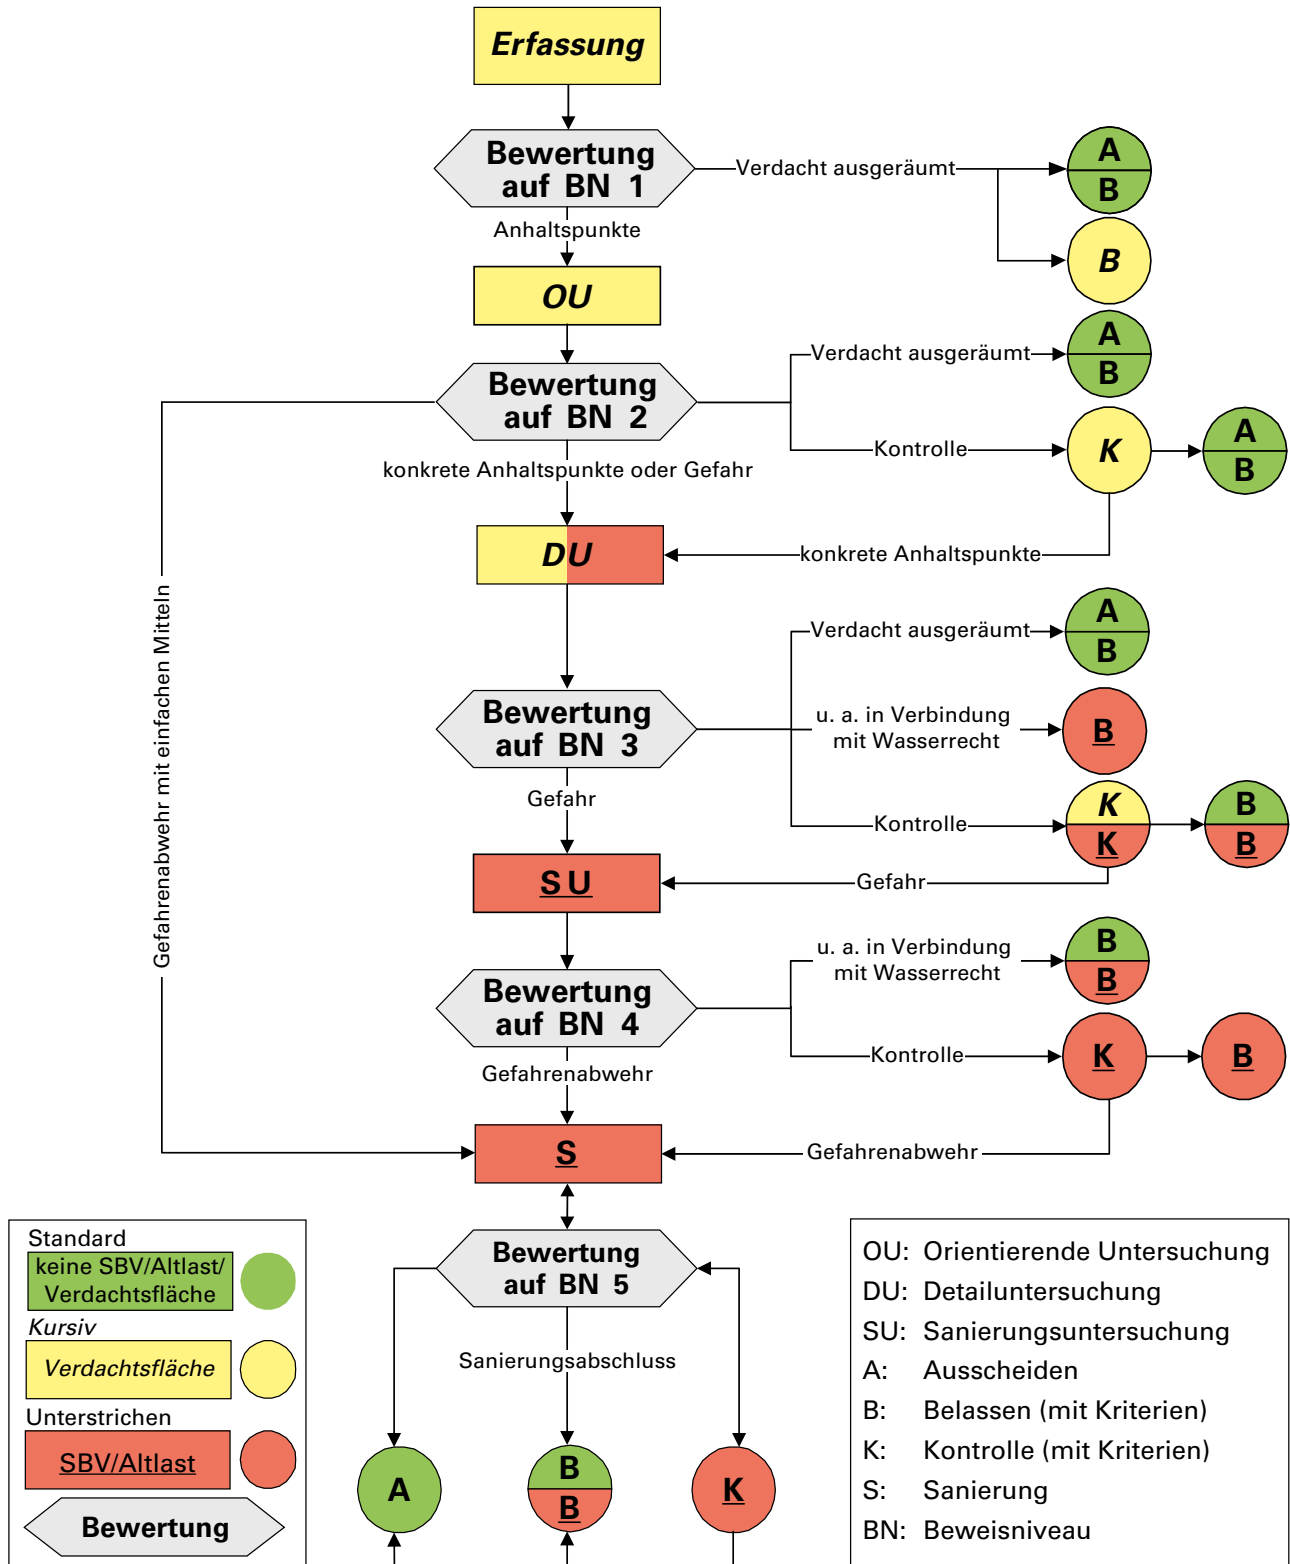 Erfassung
Bewertung
auf BN 1
Verdacht ausgeräumt
A
B
Anhaltspunkte
B
OU
Bewertung
auf BN 2
Verdacht ausgeräumt
A
B
Kontrolle
K
A
B
konkrete Anhaltspunkte oder Gefahr
DU
konkrete Anhaltspunkte
Gefahrenabwehr mit einfachen Mitteln
Verdacht ausgeräumt
A
B
Bewertung
auf BN 3
u. a. in Verbindung
mit Wasserrecht
B
Gefahr
Kontrolle
K
K
B
B
SU
Gefahr
Bewertung
auf BN 4
u. a. in Verbindung
mit Wasserrecht
B
B
Kontrolle
K
B
Gefahrenabwehr
S
Gefahrenabwehr
Bewertung
auf BN 5
Sanierungsabschluss
A
B
B
K
Standard
keine SBV/Altlast/
Verdachtsfläche
Kursiv
Verdachtsfläche
Unterstrichen
SBV/Altlast
Bewertung
OU: Orientierende Untersuchung
DU: Detailuntersuchung
SU: Sanierungsuntersuchung
A: Ausscheiden
B: Belassen (mit Kriterien)
K: Kontrolle (mit Kriterien)
S: Sanierung
BN: Beweisniveau